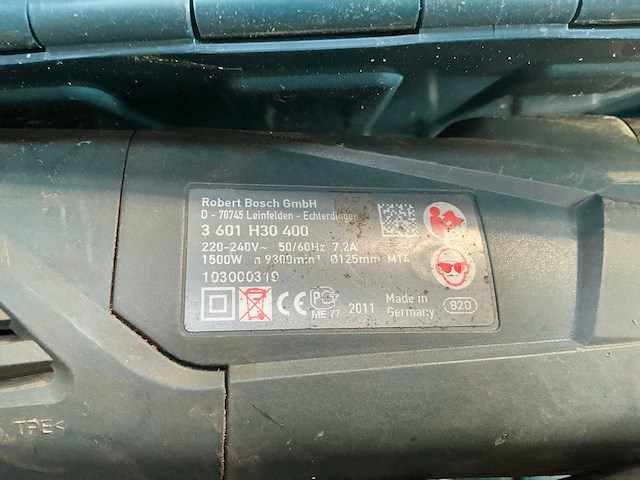 Robert Bosch GmbH
D - 70745 Leinfelden - Echterdingen
3 601 H30 400
220-240V~ 50/60Hz 7.2A
1500W n 9300min⁻¹ Ø125mm M14
103000319
CE PG ME 77 2011 Made in Germany 820
TPE<